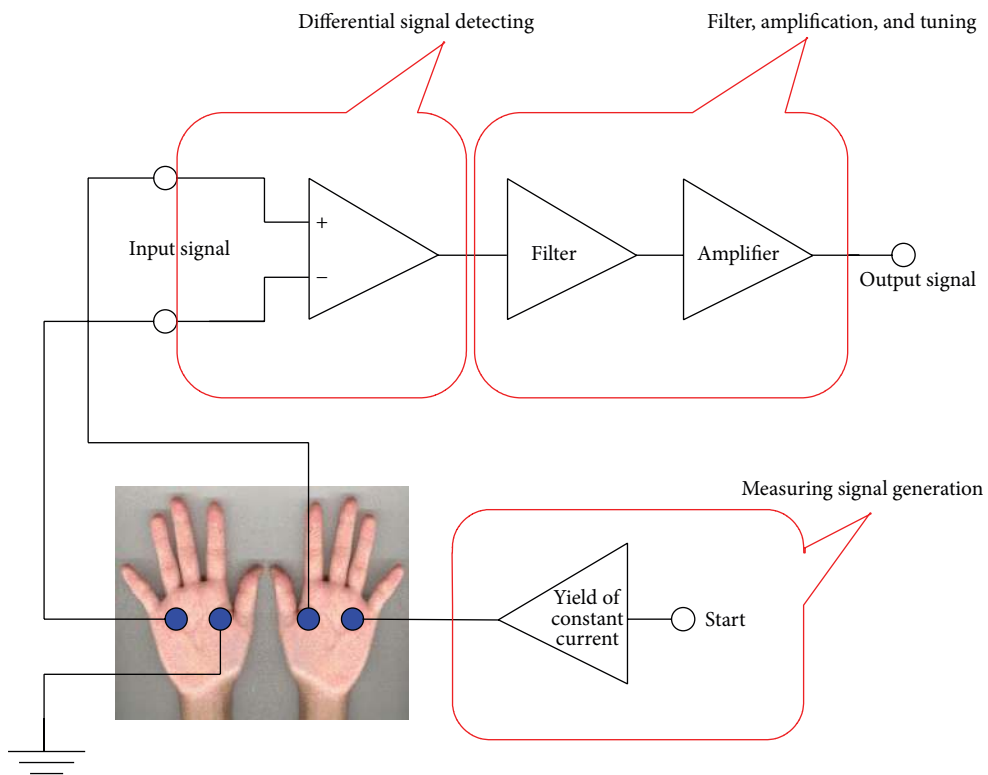 Differential signal detecting
Filter, amplification, and tuning
+
Input signal
−
Filter
Amplifier
Output signal
Measuring signal generation
Yield of
constant
current
Start